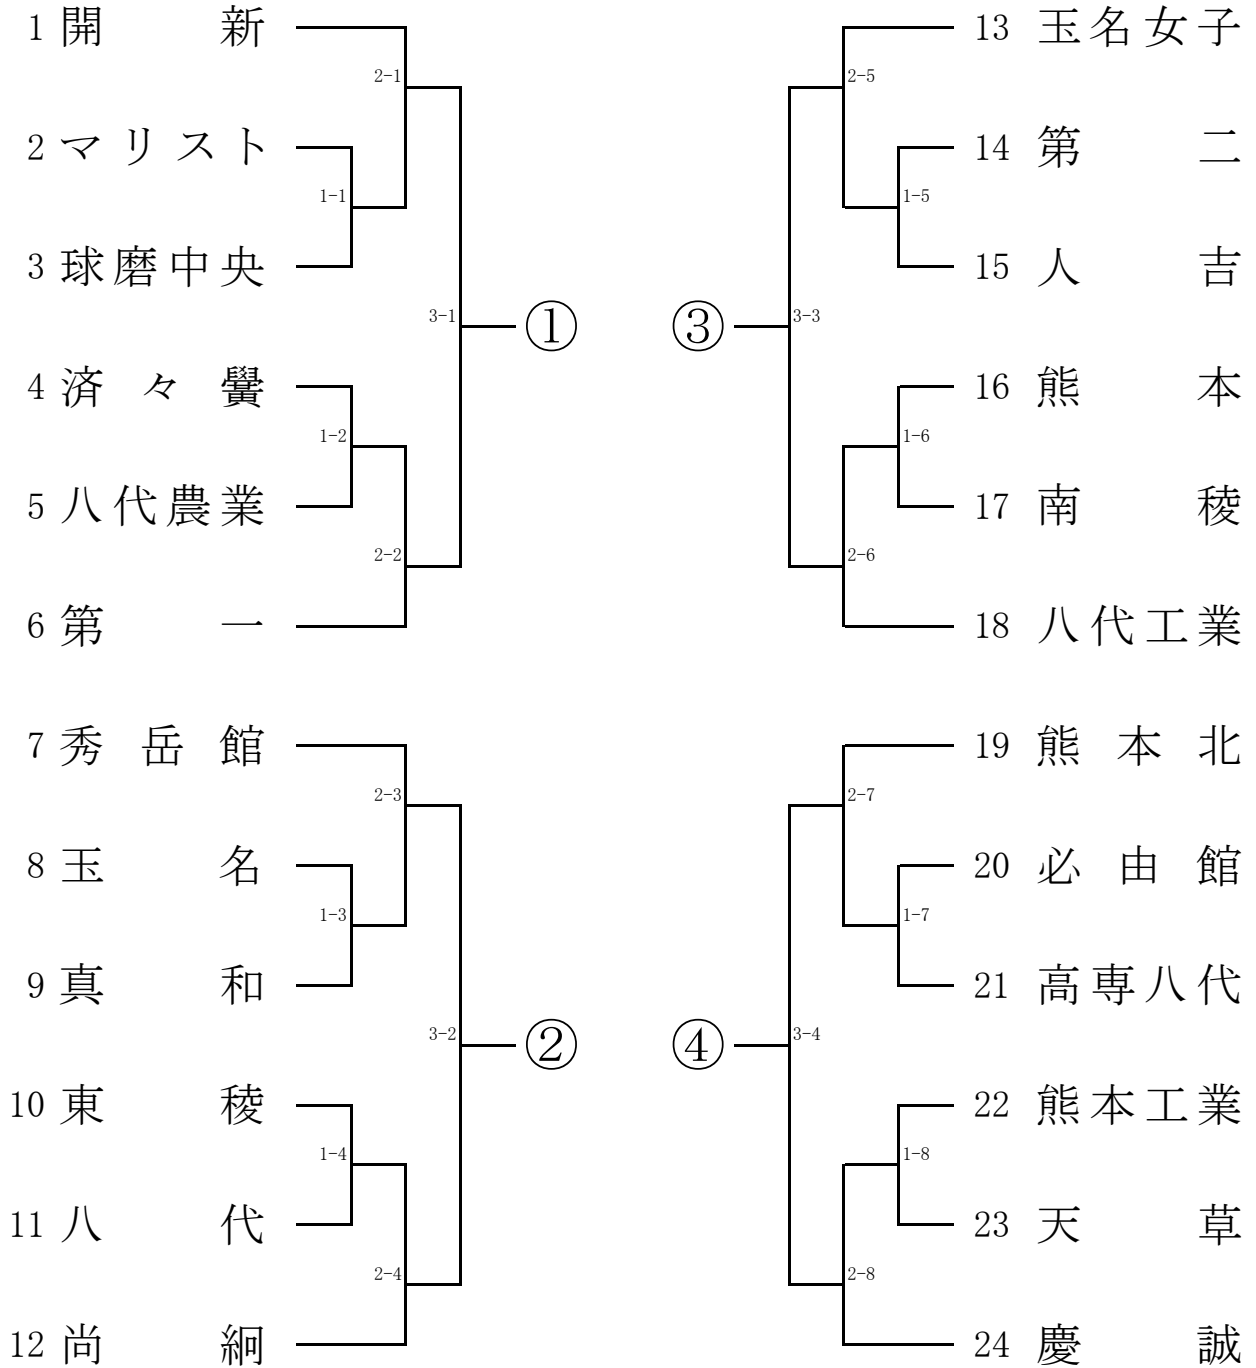 1 開新
2-1
2 マリスト
1-1
3 球磨中央
3-1
①
4 済々黌
1-2
5 八代農業
2-2
6 第一
7 秀岳館
2-3
8 玉名
1-3
9 真和
3-2
②
10 東稜
1-4
11 八代
2-4
12 尚絅
13 玉名女子
2-5
14 第二
1-5
15 人吉
③
3-3
16 熊本
1-6
17 南稜
2-6
18 八代工業
19 熊本北
2-7
20 必由館
1-7
21 高専八代
④
3-4
22 熊本工業
1-8
23 天草
2-8
24 慶誠